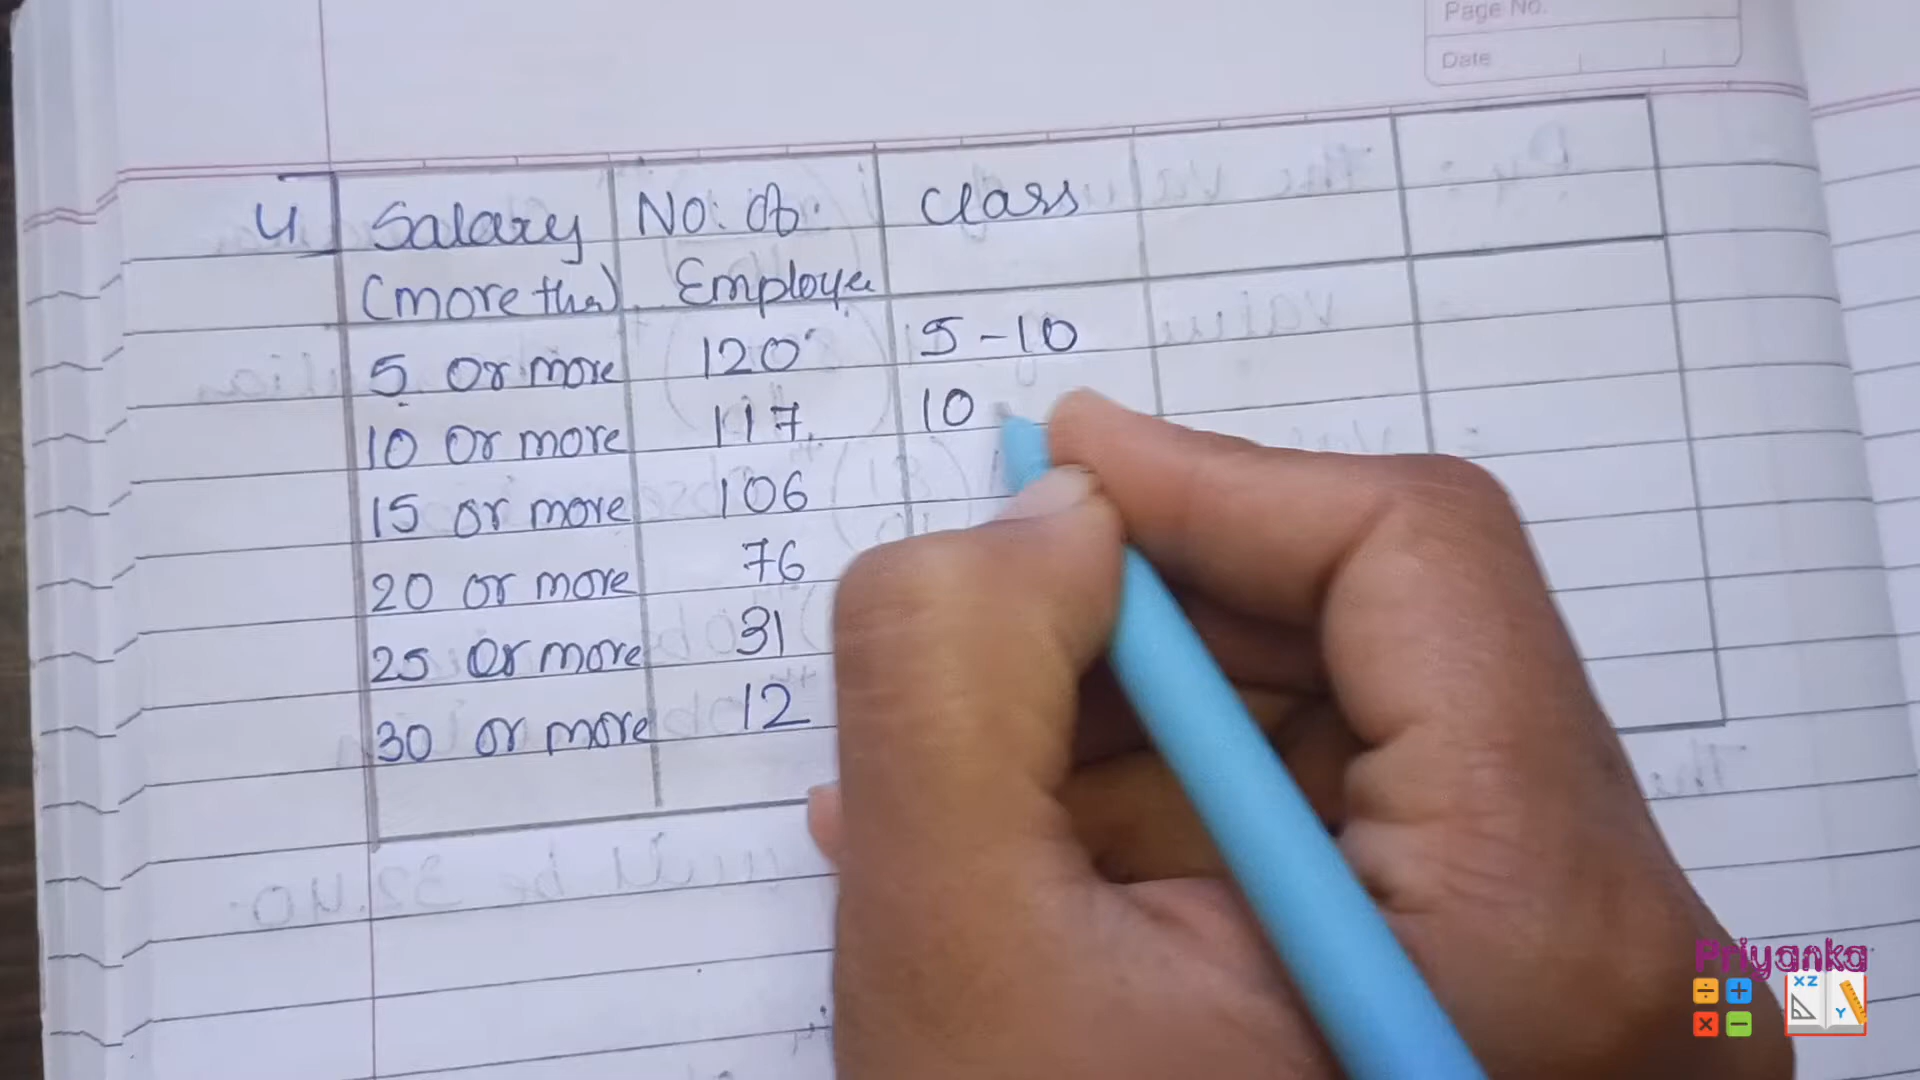 Page No.
Date
4 Salary No. of Class
(more tha) Employee
5 or more 120 5-10
10 or more 117 10
15 or more 106
20 or more 76
25 or more 31
30 or more 12
Priyanka